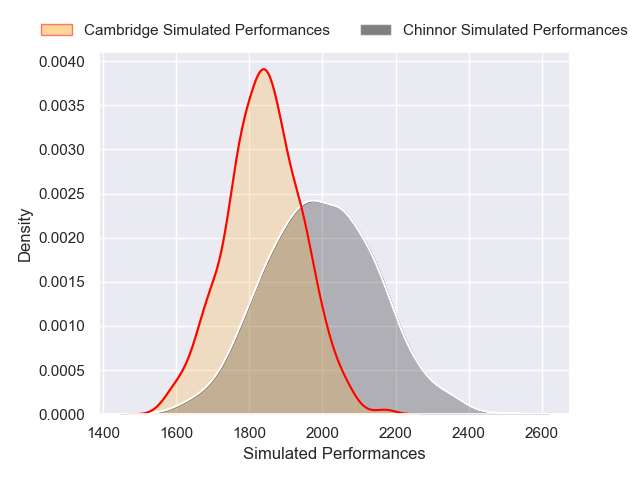 Cambridge Simulated Performances Chinnor Simulated Performances
0.0040
0.0035
0.0030
0.0025
0.0020
0.0015
0.0010
0.0005
0.0000
Density
1400 1600 1800 2000 2200 2400 2600
Simulated Performances